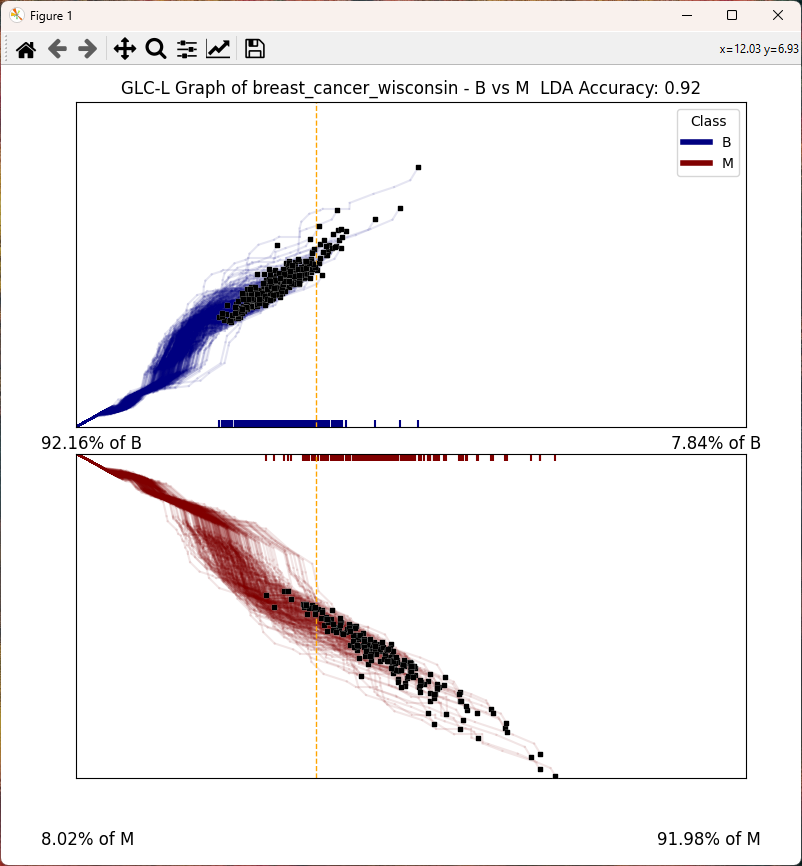 Figure 1
x=12.03 y=6.93
GLC-L Graph of breast_cancer_wisconsin - B vs M  LDA Accuracy: 0.92
Class
B
M
92.16% of B
7.84% of B
8.02% of M
91.98% of M